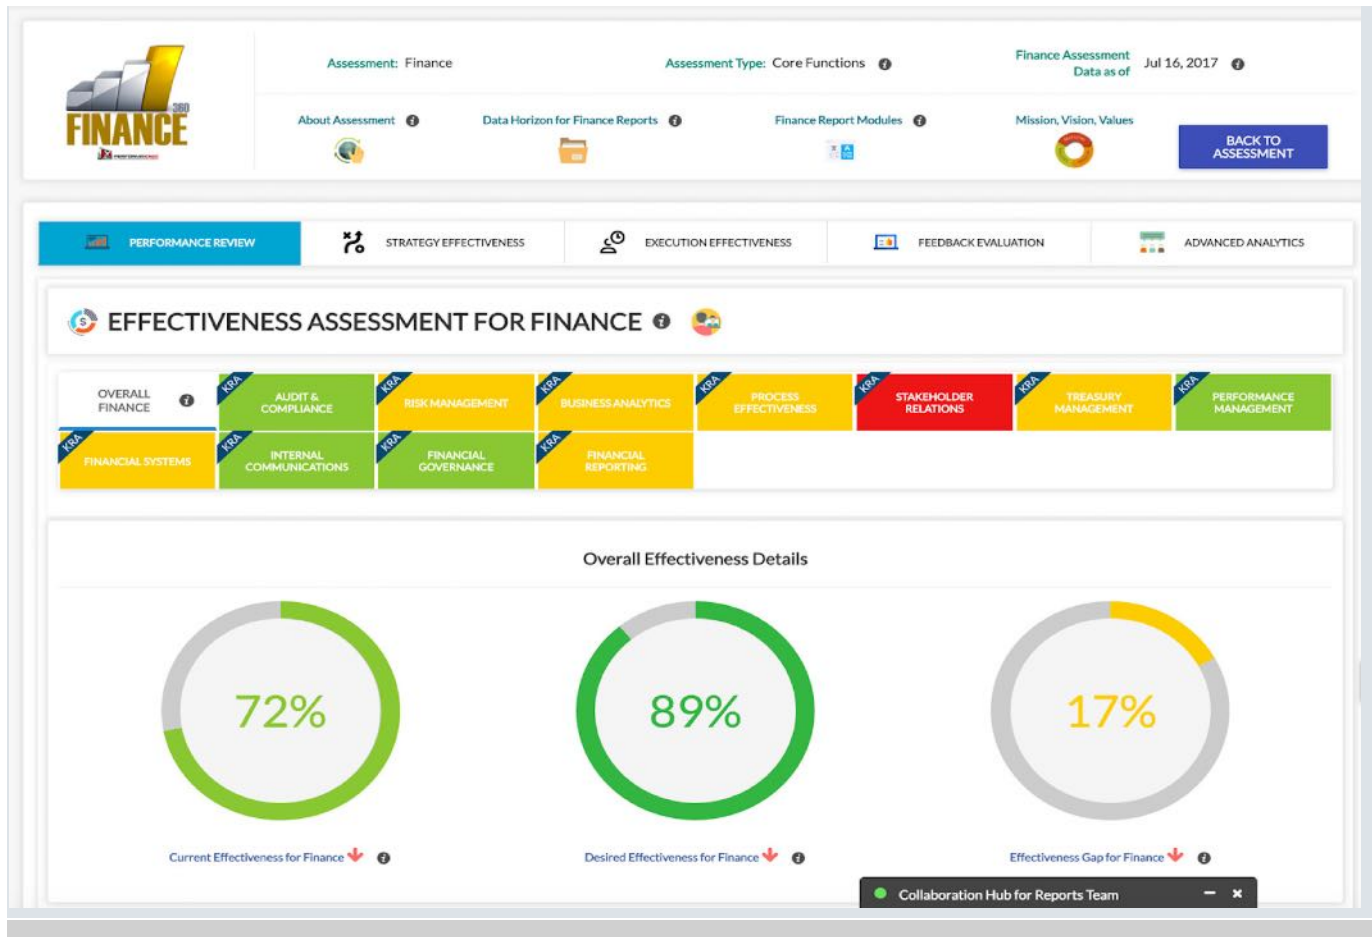 360
FINANCE
Assessment: Finance
Assessment Type: Core Functions
Finance Assessment
Data as of
Jul 16, 2017
About Assessment
Data Horizon for Finance Reports
Finance Report Modules
Mission, Vision, Values
BACK TO
ASSESSMENT
PERFORMANCE REVIEW
STRATEGY EFFECTIVENESS
EXECUTION EFFECTIVENESS
FEEDBACK EVALUATION
ADVANCED ANALYTICS
EFFECTIVENESS ASSESSMENT FOR FINANCE
OVERALL
FINANCE
KRA
AUDIT &
COMPLIANCE
KRA
RISK MANAGEMENT
KRA
BUSINESS ANALYTICS
KRA
PROCESS
EFFECTIVENESS
KRA
STAKEHOLDER
RELATIONS
KRA
TREASURY
MANAGEMENT
KRA
PERFORMANCE
MANAGEMENT
KRA
FINANCIAL SYSTEMS
KRA
INTERNAL
COMMUNICATIONS
KRA
FINANCIAL
GOVERNANCE
KRA
FINANCIAL
REPORTING
Overall Effectiveness Details
72%
89%
17%
Current Effectiveness for Finance
Desired Effectiveness for Finance
Effectiveness Gap for Finance
Collaboration Hub for Reports Team